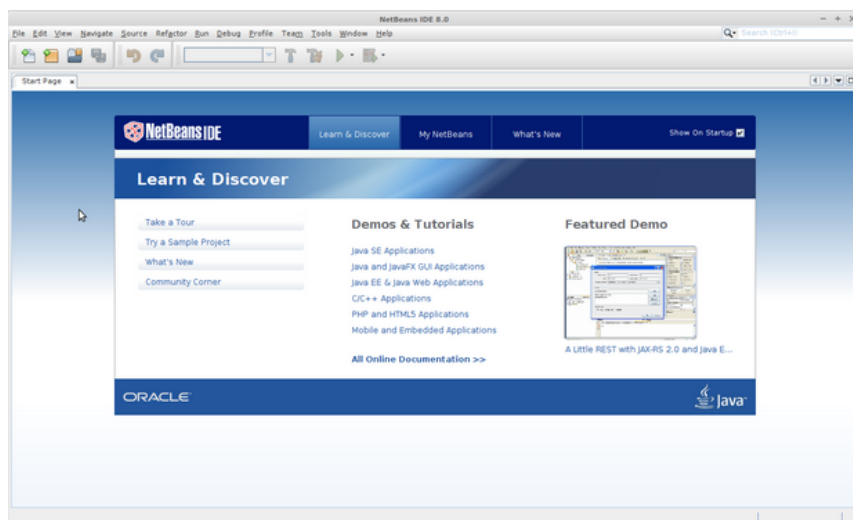 NetBeans IDE 8.0
File Edit View Navigate Source Refactor Run Debug Profile Team Tools Window Help
Search (Ctrl+I)
Start Page
NetBeans IDE
Learn & Discover
My NetBeans
What's New
Show On Startup
Learn & Discover
Take a Tour
Try a Sample Project
What's New
Community Corner
Demos & Tutorials
Java SE Applications
Java and JavaFX GUI Applications
Java EE & Java Web Applications
C/C++ Applications
PHP and HTML5 Applications
Mobile and Embedded Applications
All Online Documentation >>
Featured Demo
A Little REST with JAX-RS 2.0 and Java E...
ORACLE
Java